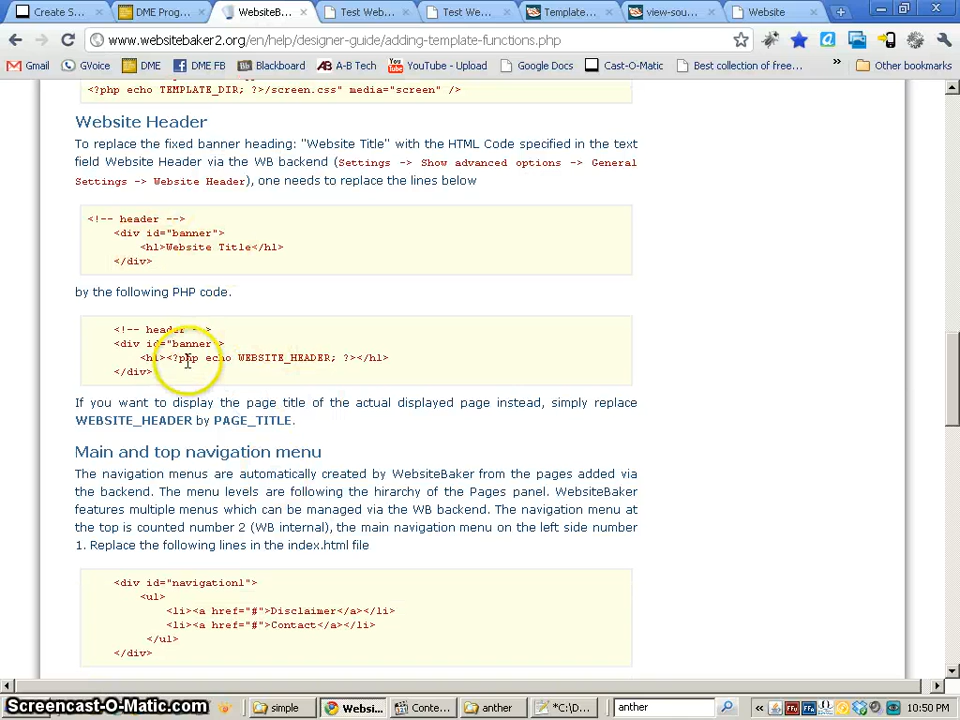 Create S...
DME Prog...
WebsiteB...
Test Web...
Test We...
Template...
view-sou...
Website
www.websitebaker2.org/en/help/designer-guide/adding-template-functions.php
Gmail
GVoice
DME
DME FB
Blackboard
A-B Tech
YouTube - Upload
Google Docs
Cast-O-Matic
Best collection of free...
»
Other bookmarks
<?php echo TEMPLATE_DIR; ?>/screen.css" media="screen" />
Website Header
To replace the fixed banner heading: "Website Title" with the HTML Code specified in the text
field Website Header via the WB backend (Settings -> Show advanced options -> General
Settings -> Website Header), one needs to replace the lines below
<!-- header -->
<div id="banner">
<h1>Website Title</h1>
</div>
by the following PHP code.
<!-- header -->
<div id="banner">
<h1><?php echo WEBSITE_HEADER; ?></h1>
</div>
If you want to display the page title of the actual displayed page instead, simply replace
WEBSITE_HEADER by PAGE_TITLE.
Main and top navigation menu
The navigation menus are automatically created by WebsiteBaker from the pages added via
the backend. The menu levels are following the hirarchy of the Pages panel. WebsiteBaker
features multiple menus which can be managed via the WB backend. The navigation menu at
the top is counted number 2 (WB internal), the main navigation menu on the left side number
1. Replace the following lines in the index.html file
<div id="navigation1">
<ul>
<li><a href="#">Disclaimer</a></li>
<li><a href="#">Contact</a></li>
</ul>
</div>
Screencast-O-Matic.com
simple
Websi...
Conte...
anther
*C:\D...
anther
«
10:50 PM